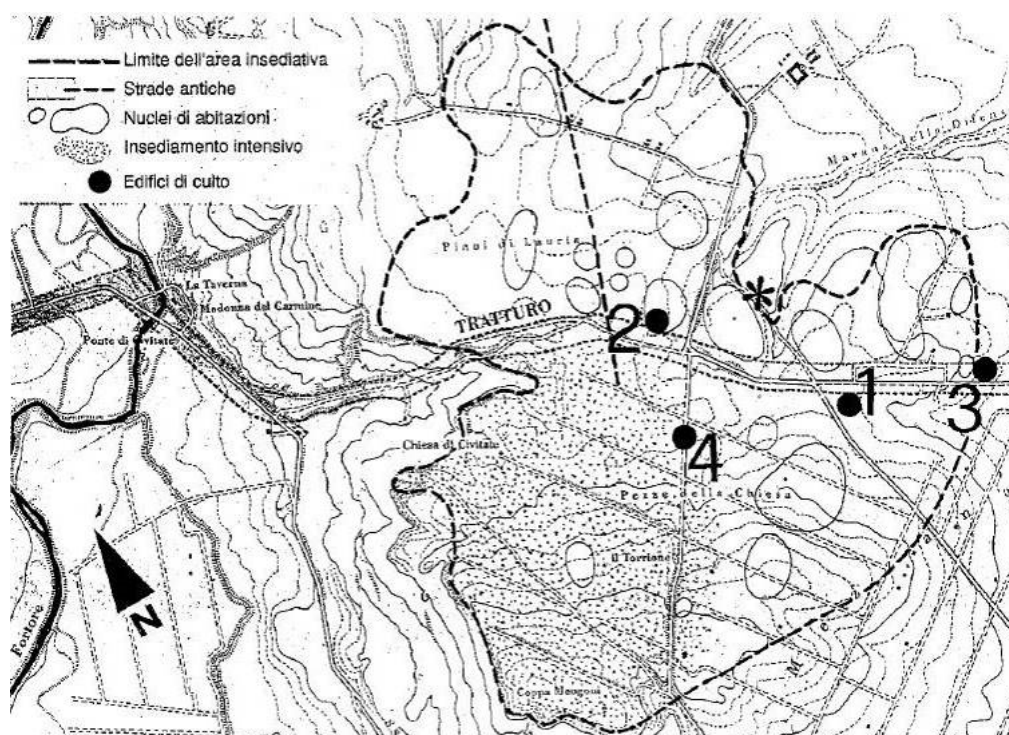 Limite dell'area insediativa
Strade antiche
Nuclei di abitazioni
Insediamento intensivo
Edifici di culto
Piani di Lauria
La Taverna
Madonna del Carmine
TRATTURO
2
Ponte di Civitate
1
3
Chiesa di Civitate
4
Pezze della Chiesa
il Torrione
N
Fortore
Coppa Mengoni